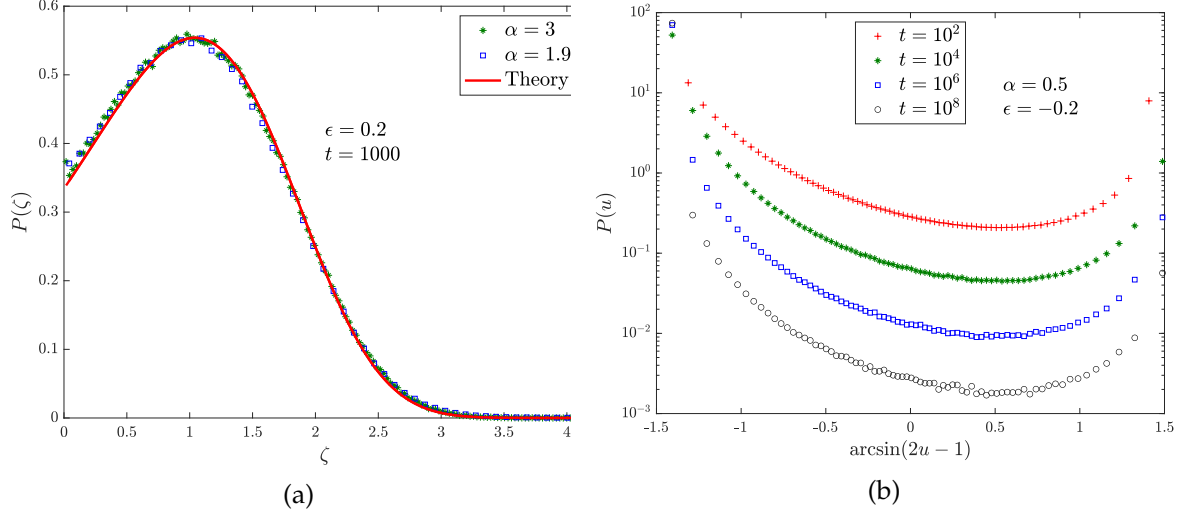 0.6
0.5
0.4
0.3
0.2
0.1
0
P(ζ)
α = 3
α = 1.9
Theory
ϵ = 0.2
t = 1000
0 0.5 1 1.5 2 2.5 3 3.5 4
ζ
(a)
10^2
10^1
10^0
10^-1
10^-2
10^-3
P(u)
t = 10^2
t = 10^4
t = 10^6
t = 10^8
α = 0.5
ϵ = −0.2
-1.5 -1 -0.5 0 0.5 1 1.5
arcsin(2u − 1)
(b)